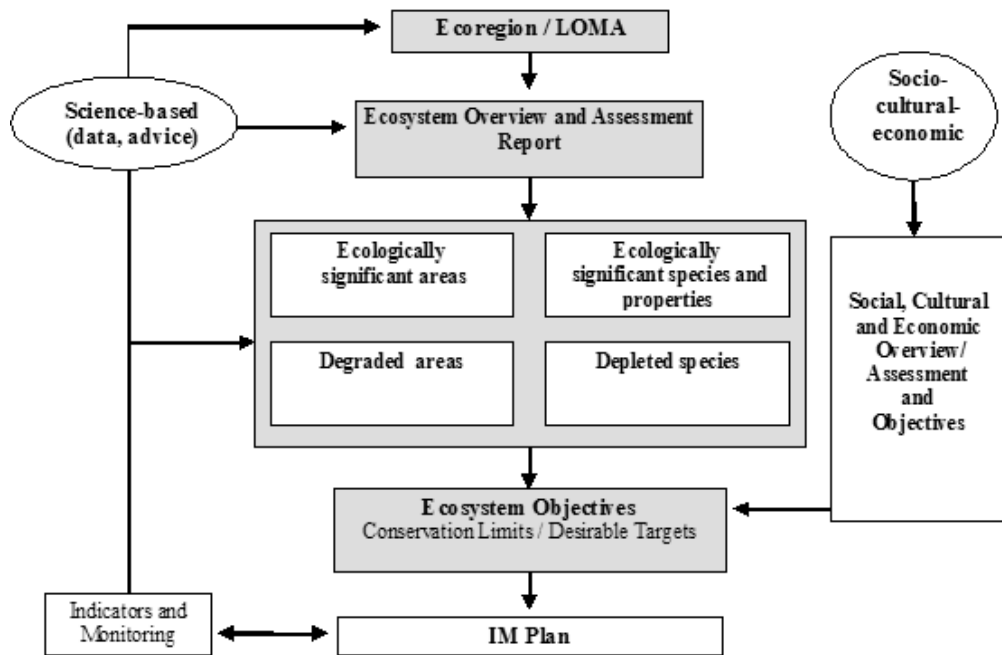 Ecoregion / LOMA
Science-based
(data, advice)
Ecosystem Overview and Assessment
Report
Socio-
cultural-
economic
Ecologically
significant areas
Ecologically
significant species and
properties
Degraded areas
Depleted species
Social, Cultural
and Economic
Overview/
Assessment
and
Objectives
Ecosystem Objectives
Conservation Limits / Desirable Targets
Indicators and
Monitoring
IM Plan